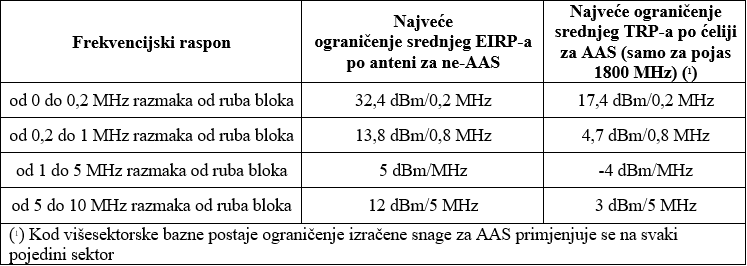 Frekvencijski raspon
Najveće
ograničenje srednjeg EIRP-a
po anteni za ne-AAS
Najveće ograničenje
srednjeg TRP-a po ćeliji
za AAS (samo za pojas
1800 MHz) (¹)
od 0 do 0,2 MHz razmaka od ruba bloka
32,4 dBm/0,2 MHz
17,4 dBm/0,2 MHz
od 0,2 do 1 MHz razmaka od ruba bloka
13,8 dBm/0,8 MHz
4,7 dBm/0,8 MHz
od 1 do 5 MHz razmaka od ruba bloka
5 dBm/MHz
-4 dBm/MHz
od 5 do 10 MHz razmaka od ruba bloka
12 dBm/5 MHz
3 dBm/5 MHz
(¹) Kod višesektorske bazne postaje ograničenje izračene snage za AAS primjenjuje se na svaki
pojedini sektor